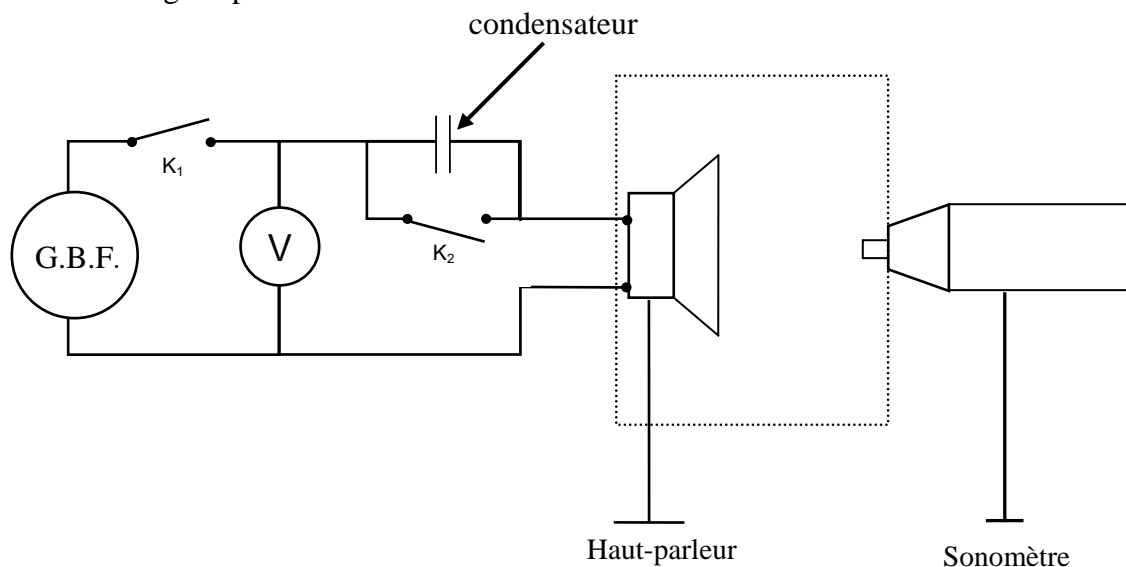 condensateur
K₁
G.B.F.
V
K₂
Haut-parleur
Sonomètre